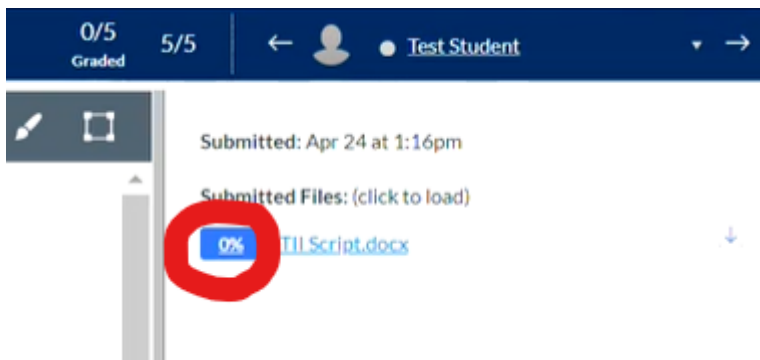 0/5
Graded
5/5
Test Student
Submitted: Apr 24 at 1:16pm
Submitted Files: (click to load)
0% TII Script.docx